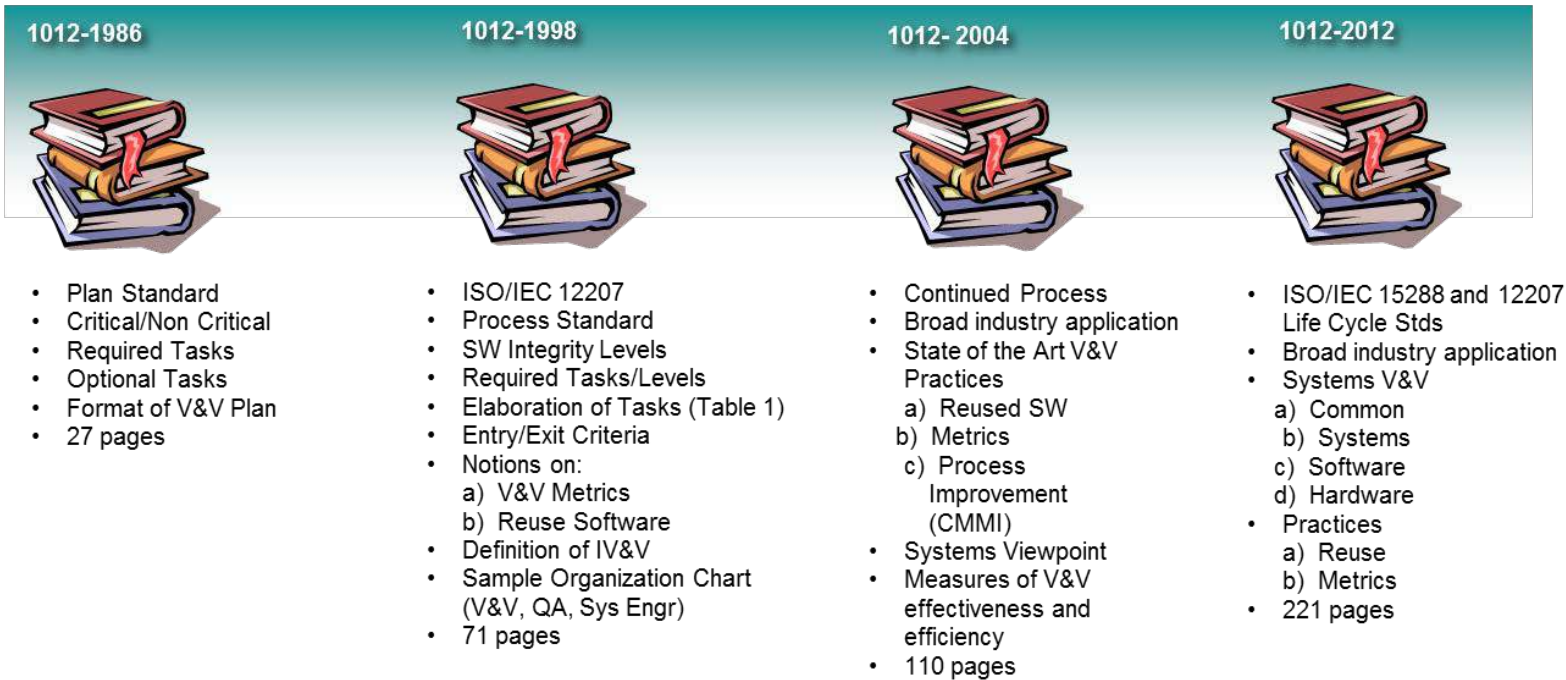 1012-1986
• Plan Standard
• Critical/Non Critical
• Required Tasks
• Optional Tasks
• Format of V&V Plan
• 27 pages
1012-1998
• ISO/IEC 12207
• Process Standard
• SW Integrity Levels
• Required Tasks/Levels
• Elaboration of Tasks (Table 1)
• Entry/Exit Criteria
• Notions on:
a) V&V Metrics
b) Reuse Software
• Definition of IV&V
• Sample Organization Chart
(V&V, QA, Sys Engr)
• 71 pages
1012- 2004
• Continued Process
• Broad industry application
• State of the Art V&V
Practices
a) Reused SW
b) Metrics
c) Process
Improvement
(CMMI)
• Systems Viewpoint
• Measures of V&V
effectiveness and
efficiency
• 110 pages
1012-2012
• ISO/IEC 15288 and 12207
Life Cycle Stds
• Broad industry application
• Systems V&V
a) Common
b) Systems
c) Software
d) Hardware
• Practices
a) Reuse
b) Metrics
• 221 pages